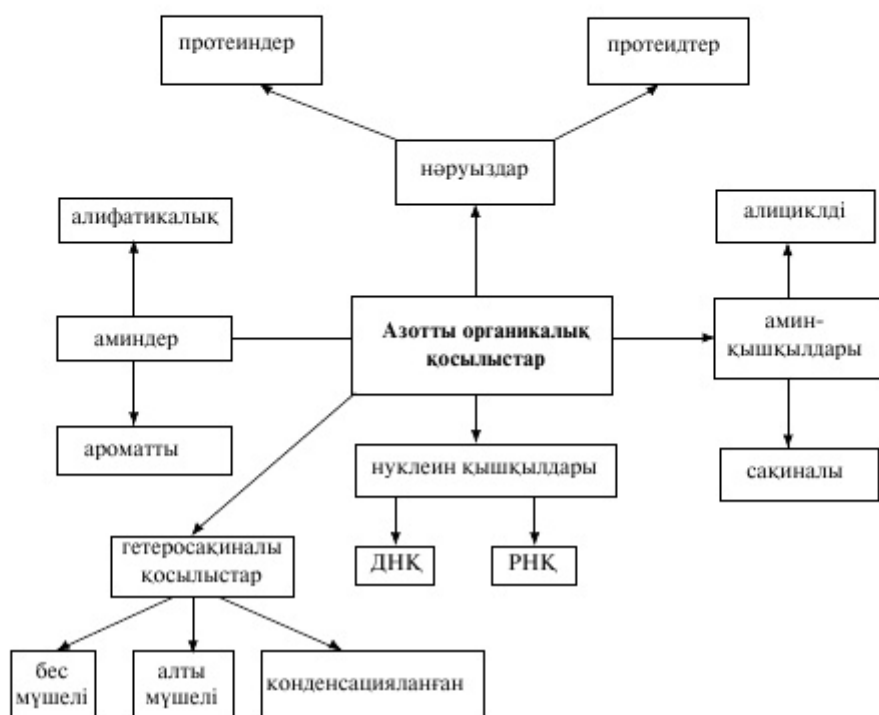 протеиндер
протеидтер
нәруыздар
алифатикалық
алициклді
аминдер
Азотты органикалық
қосылыстар
амин-
қышқылдары
ароматты
нуклеин қышқылдары
сақиналы
гетеросақиналы
қосылыстар
ДНҚ
РНҚ
бес
мүшелі
алты
мүшелі
конденсацияланған